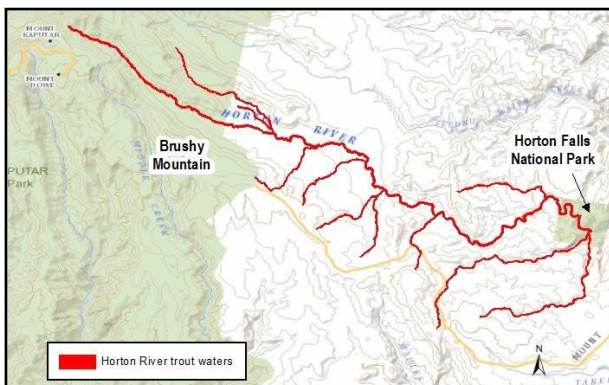 MOUNT
KAPUTAR
MOUNT
DOWE
PUTAR
Park
MIDDLE CREEK
Brushy
Mountain
HORTON RIVER
Horton Falls
National Park
MOUNT
N
Horton River trout waters